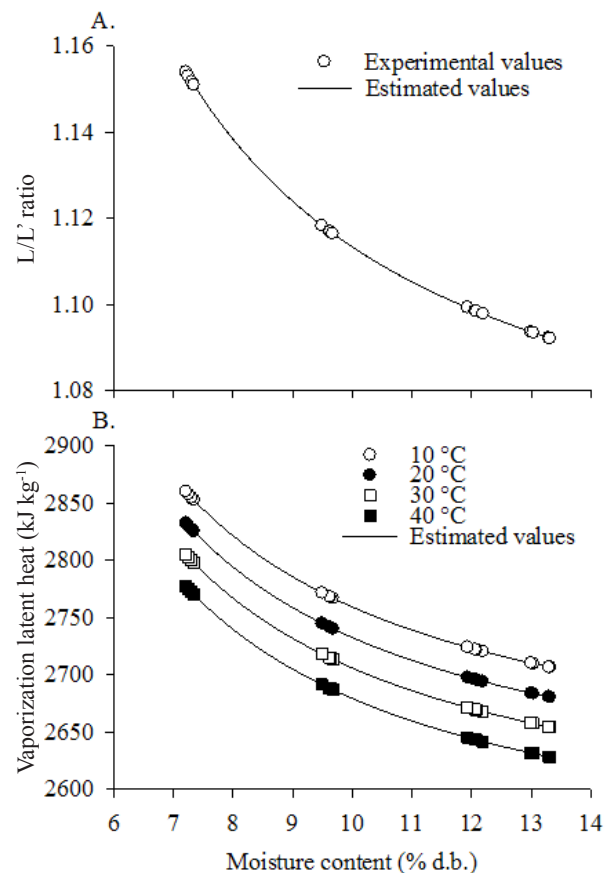 A.
1.16
1.14
1.12
1.10
1.08
L/L' ratio
Experimental values
Estimated values
B.
2900
2850
2800
2750
2700
2650
2600
Vaporization latent heat (kJ kg⁻¹)
10 °C
20 °C
30 °C
40 °C
Estimated values
6 7 8 9 10 11 12 13 14
Moisture content (% d.b.)